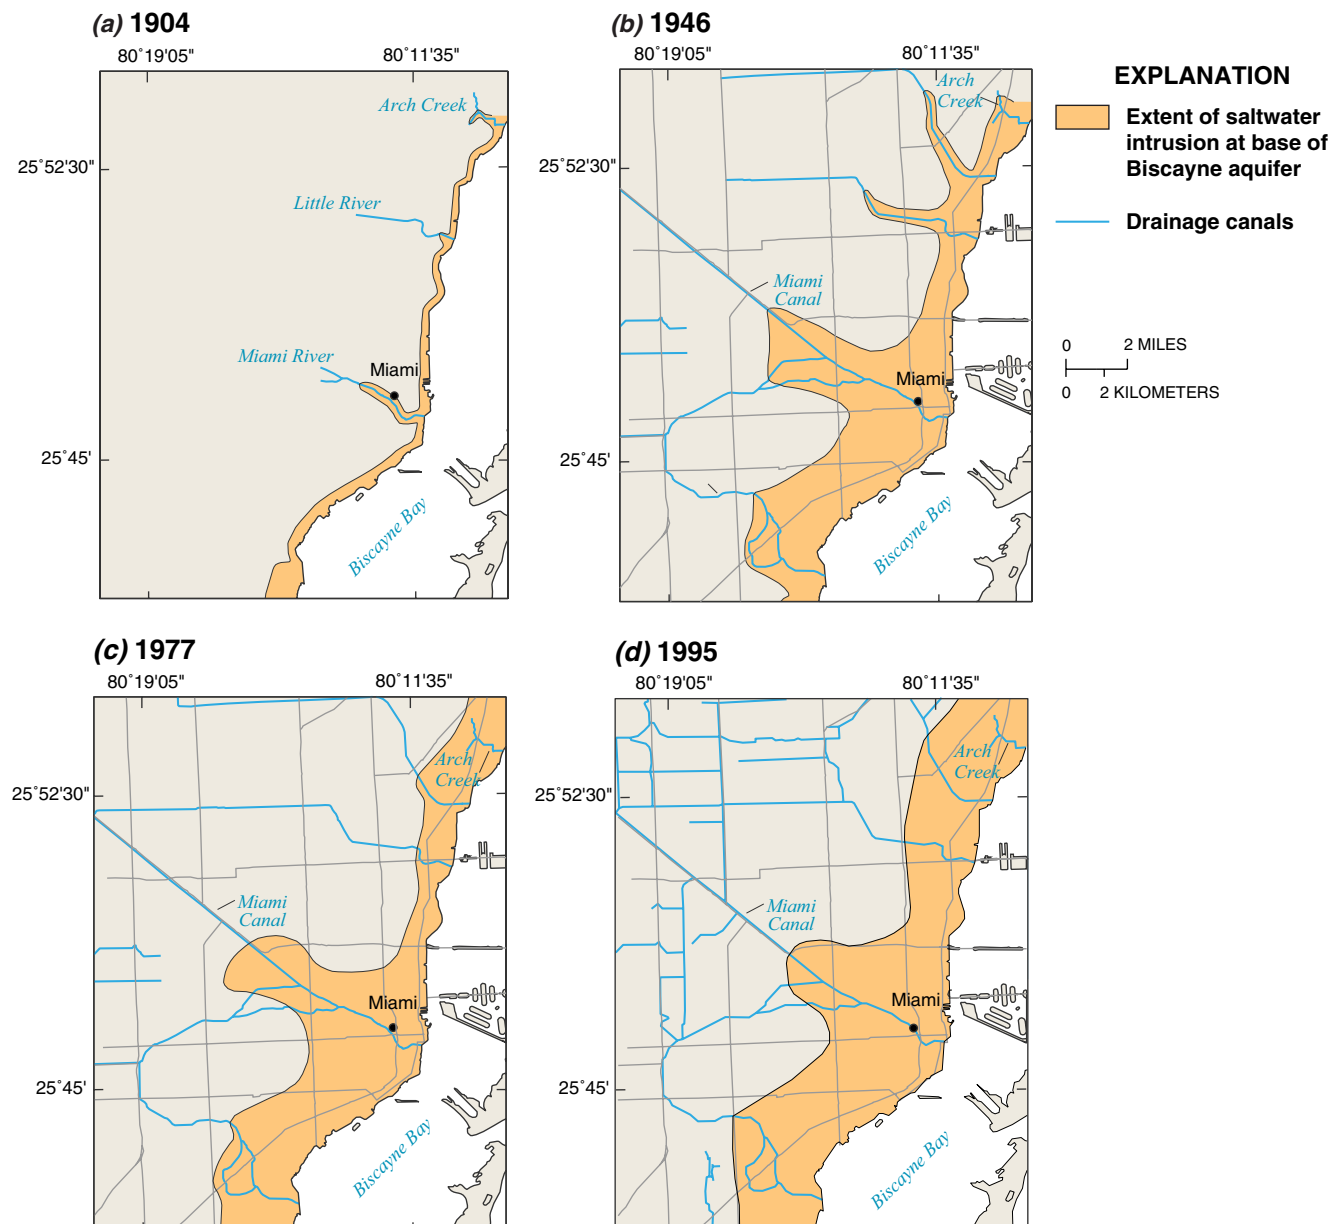 (a) 1904
80˚19'05"
80˚11'35"
25˚52'30"
25˚45'
Arch Creek
Little River
Miami River
Miami
Biscayne Bay
(b) 1946
80˚19'05"
80˚11'35"
25˚52'30"
25˚45'
Arch
Creek
Miami
Canal
Miami
Biscayne Bay
EXPLANATION
Extent of saltwater
intrusion at base of
Biscayne aquifer
Drainage canals
0 2 MILES
0 2 KILOMETERS
(c) 1977
80˚19'05"
80˚11'35"
25˚52'30"
25˚45'
Arch
Creek
Miami
Canal
Miami
Biscayne Bay
(d) 1995
80˚19'05"
80˚11'35"
25˚52'30"
25˚45'
Arch
Creek
Miami
Canal
Miami
Biscayne Bay